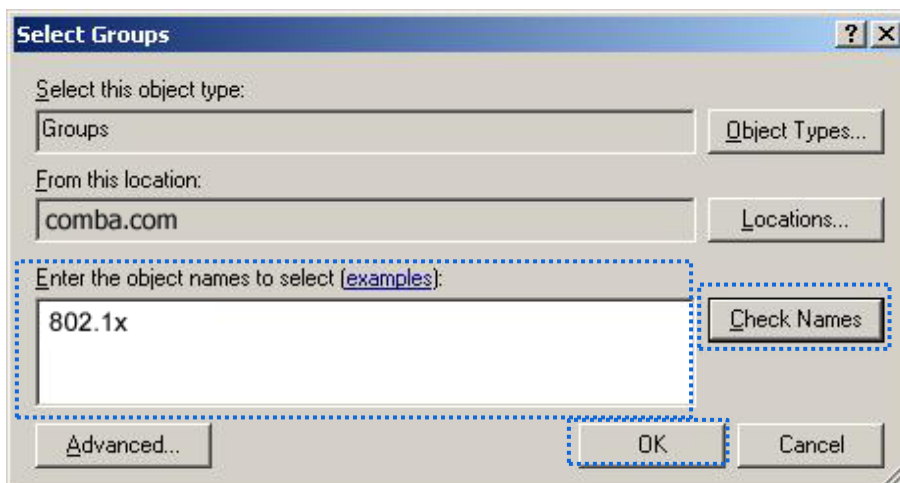 Select Groups
Select this object type:
Groups
Object Types...
From this location:
comba.com
Locations...
Enter the object names to select (examples):
802.1x
Check Names
Advanced...
OK
Cancel